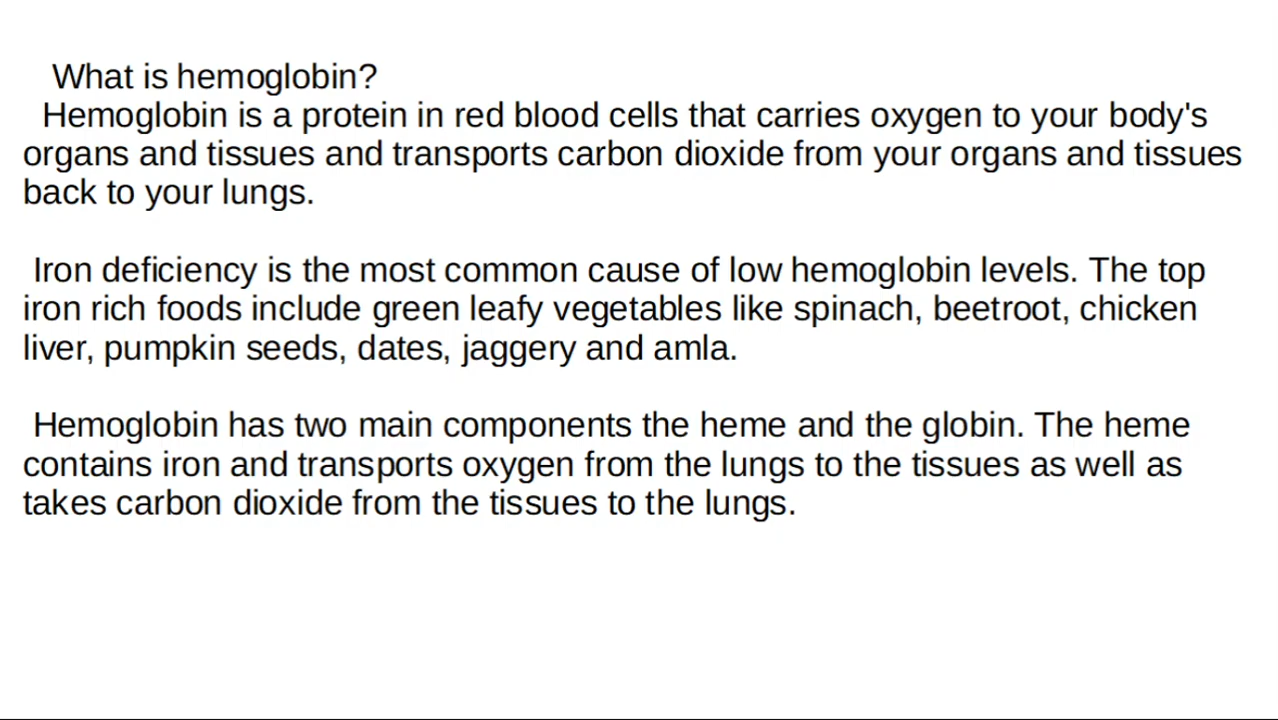 What is hemoglobin?
Hemoglobin is a protein in red blood cells that carries oxygen to your body's
organs and tissues and transports carbon dioxide from your organs and tissues
back to your lungs.
Iron deficiency is the most common cause of low hemoglobin levels. The top
iron rich foods include green leafy vegetables like spinach, beetroot, chicken
liver, pumpkin seeds, dates, jaggery and amla.
Hemoglobin has two main components the heme and the globin. The heme
contains iron and transports oxygen from the lungs to the tissues as well as
takes carbon dioxide from the tissues to the lungs.